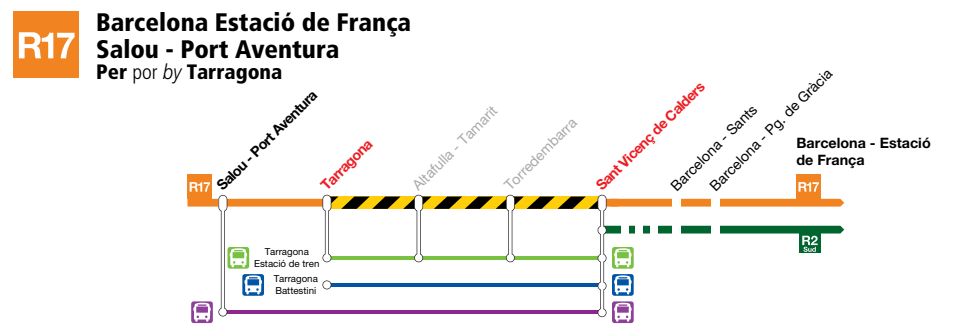 R17
Barcelona Estació de França
Salou - Port Aventura
Per por by Tarragona
Salou - Port Aventura
Tarragona
Altafulla - Tamarit
Torredembarra
Sant Vicenç de Calders
Barcelona - Sants
Barcelona - Pg. de Gràcia
Barcelona - Estació
de França
R17
R17
R2
Sud
Tarragona
Estació de tren
Tarragona
Battestini